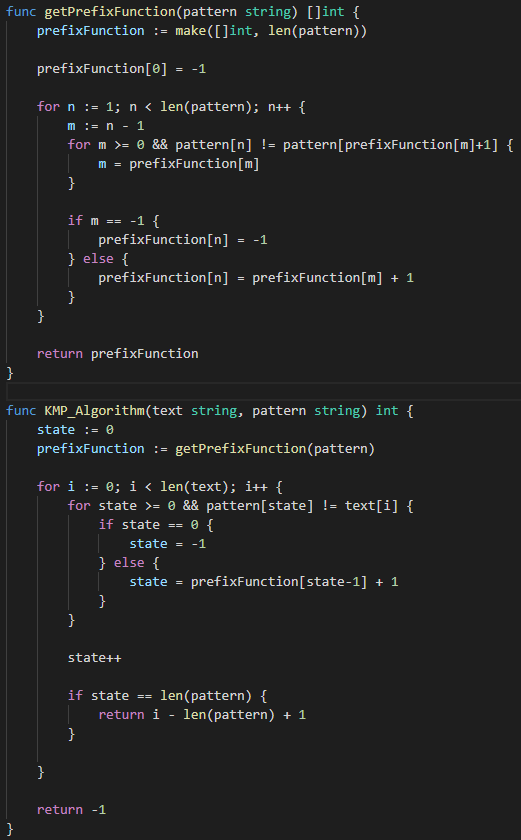 func getPrefixFunction(pattern string) []int {
    prefixFunction := make([]int, len(pattern))
    prefixFunction[0] = -1
    for n := 1; n < len(pattern); n++ {
        m := n - 1
        for m >= 0 && pattern[n] != pattern[prefixFunction[m]+1] {
            m = prefixFunction[m]
        }
        if m == -1 {
            prefixFunction[n] = -1
        } else {
            prefixFunction[n] = prefixFunction[m] + 1
        }
    }
    return prefixFunction
}
func KMP_Algorithm(text string, pattern string) int {
    state := 0
    prefixFunction := getPrefixFunction(pattern)
    for i := 0; i < len(text); i++ {
        for state >= 0 && pattern[state] != text[i] {
            if state == 0 {
                state = -1
            } else {
                state = prefixFunction[state-1] + 1
            }
        }
        state++
        if state == len(pattern) {
            return i - len(pattern) + 1
        }
    }
    return -1
}